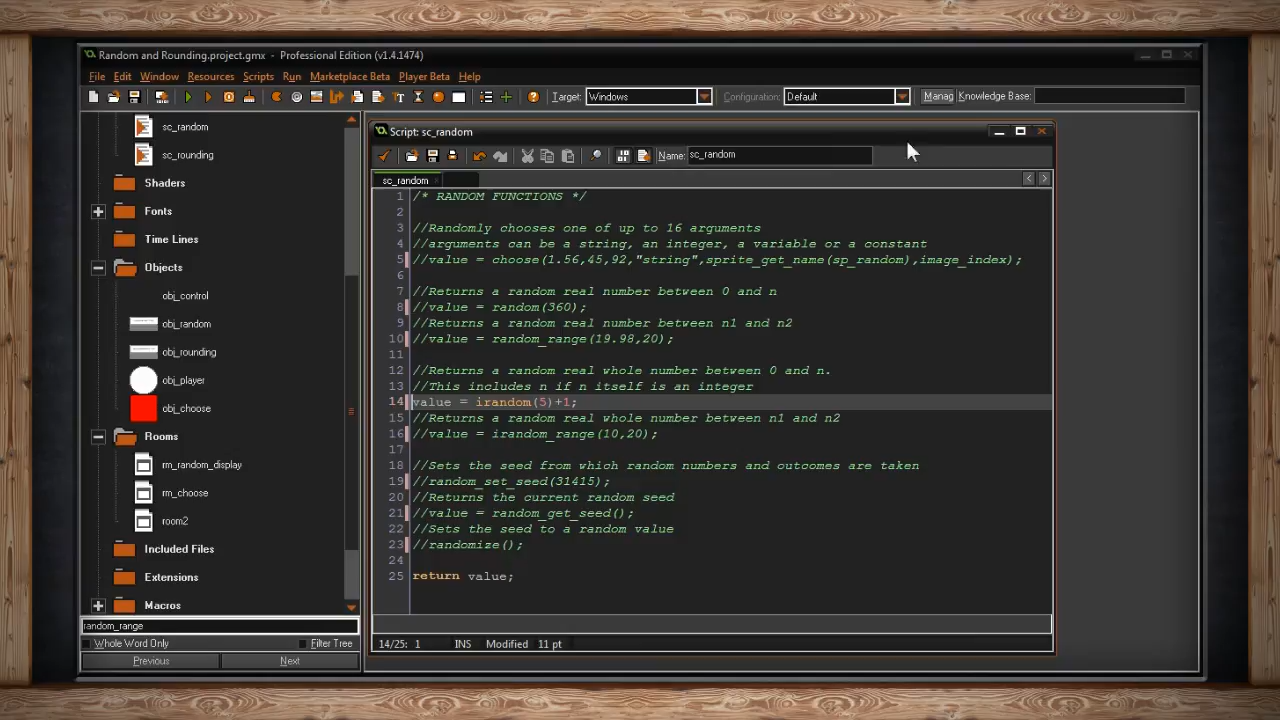 Random and Rounding.project.gmx - Professional Edition (v1.4.1474)
File Edit Window Resources Scripts Run Marketplace Beta Player Beta Help
Target: Windows Configuration: Default Manag Knowledge Base:
sc_random
sc_rounding
Shaders
Fonts
Time Lines
Objects
obj_control
obj_random
obj_rounding
obj_player
obj_choose
Rooms
rm_random_display
rm_choose
room2
Included Files
Extensions
Macros
random_range
Whole Word Only Filter Tree
Previous Next
Script: sc_random
Name: sc_random
sc_random
1 /* RANDOM FUNCTIONS */
2
3 //Randomly chooses one of up to 16 arguments
4 //arguments can be a string, an integer, a variable or a constant
5 //value = choose(1.56,45,92,"string",sprite_get_name(sp_random),image_index);
6
7 //Returns a random real number between 0 and n
8 //value = random(360);
9 //Returns a random real number between n1 and n2
10 //value = random_range(19.98,20);
11
12 //Returns a random real whole number between 0 and n.
13 //This includes n if n itself is an integer
14 value = irandom(5)+1;
15 //Returns a random real whole number between n1 and n2
16 //value = irandom_range(10,20);
17
18 //Sets the seed from which random numbers and outcomes are taken
19 //random_set_seed(31415);
20 //Returns the current random seed
21 //value = random_get_seed();
22 //Sets the seed to a random value
23 //randomize();
24
25 return value;
14/25: 1 INS Modified 11 pt